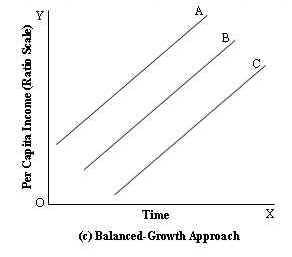 Y
A
B
C
Per Capita Income (Ratio Scale)
O
Time
X
(c) Balanced-Growth Approach